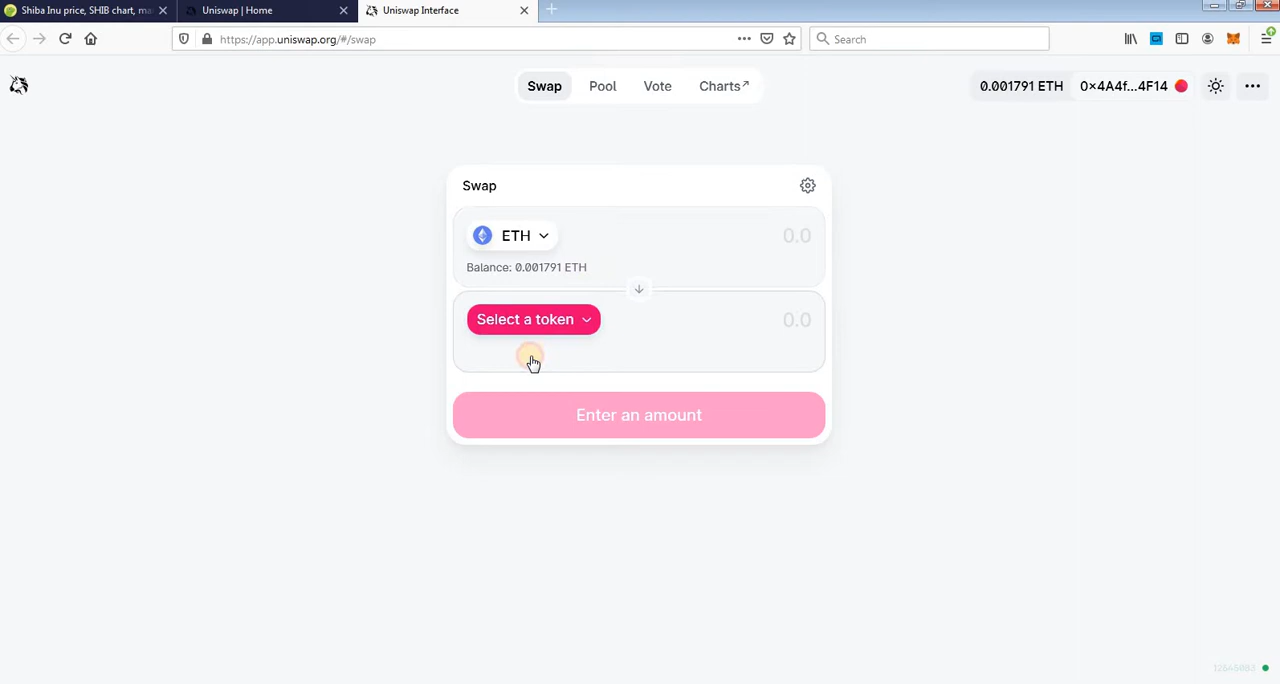 Shiba Inu price, SHIB chart, ma
Uniswap | Home
Uniswap Interface
https://app.uniswap.org/#/swap
Search
Swap
Pool
Vote
Charts↗
0.001791 ETH
0×4A4f...4F14
Swap
ETH
0.0
Balance: 0.001791 ETH
Select a token
0.0
Enter an amount